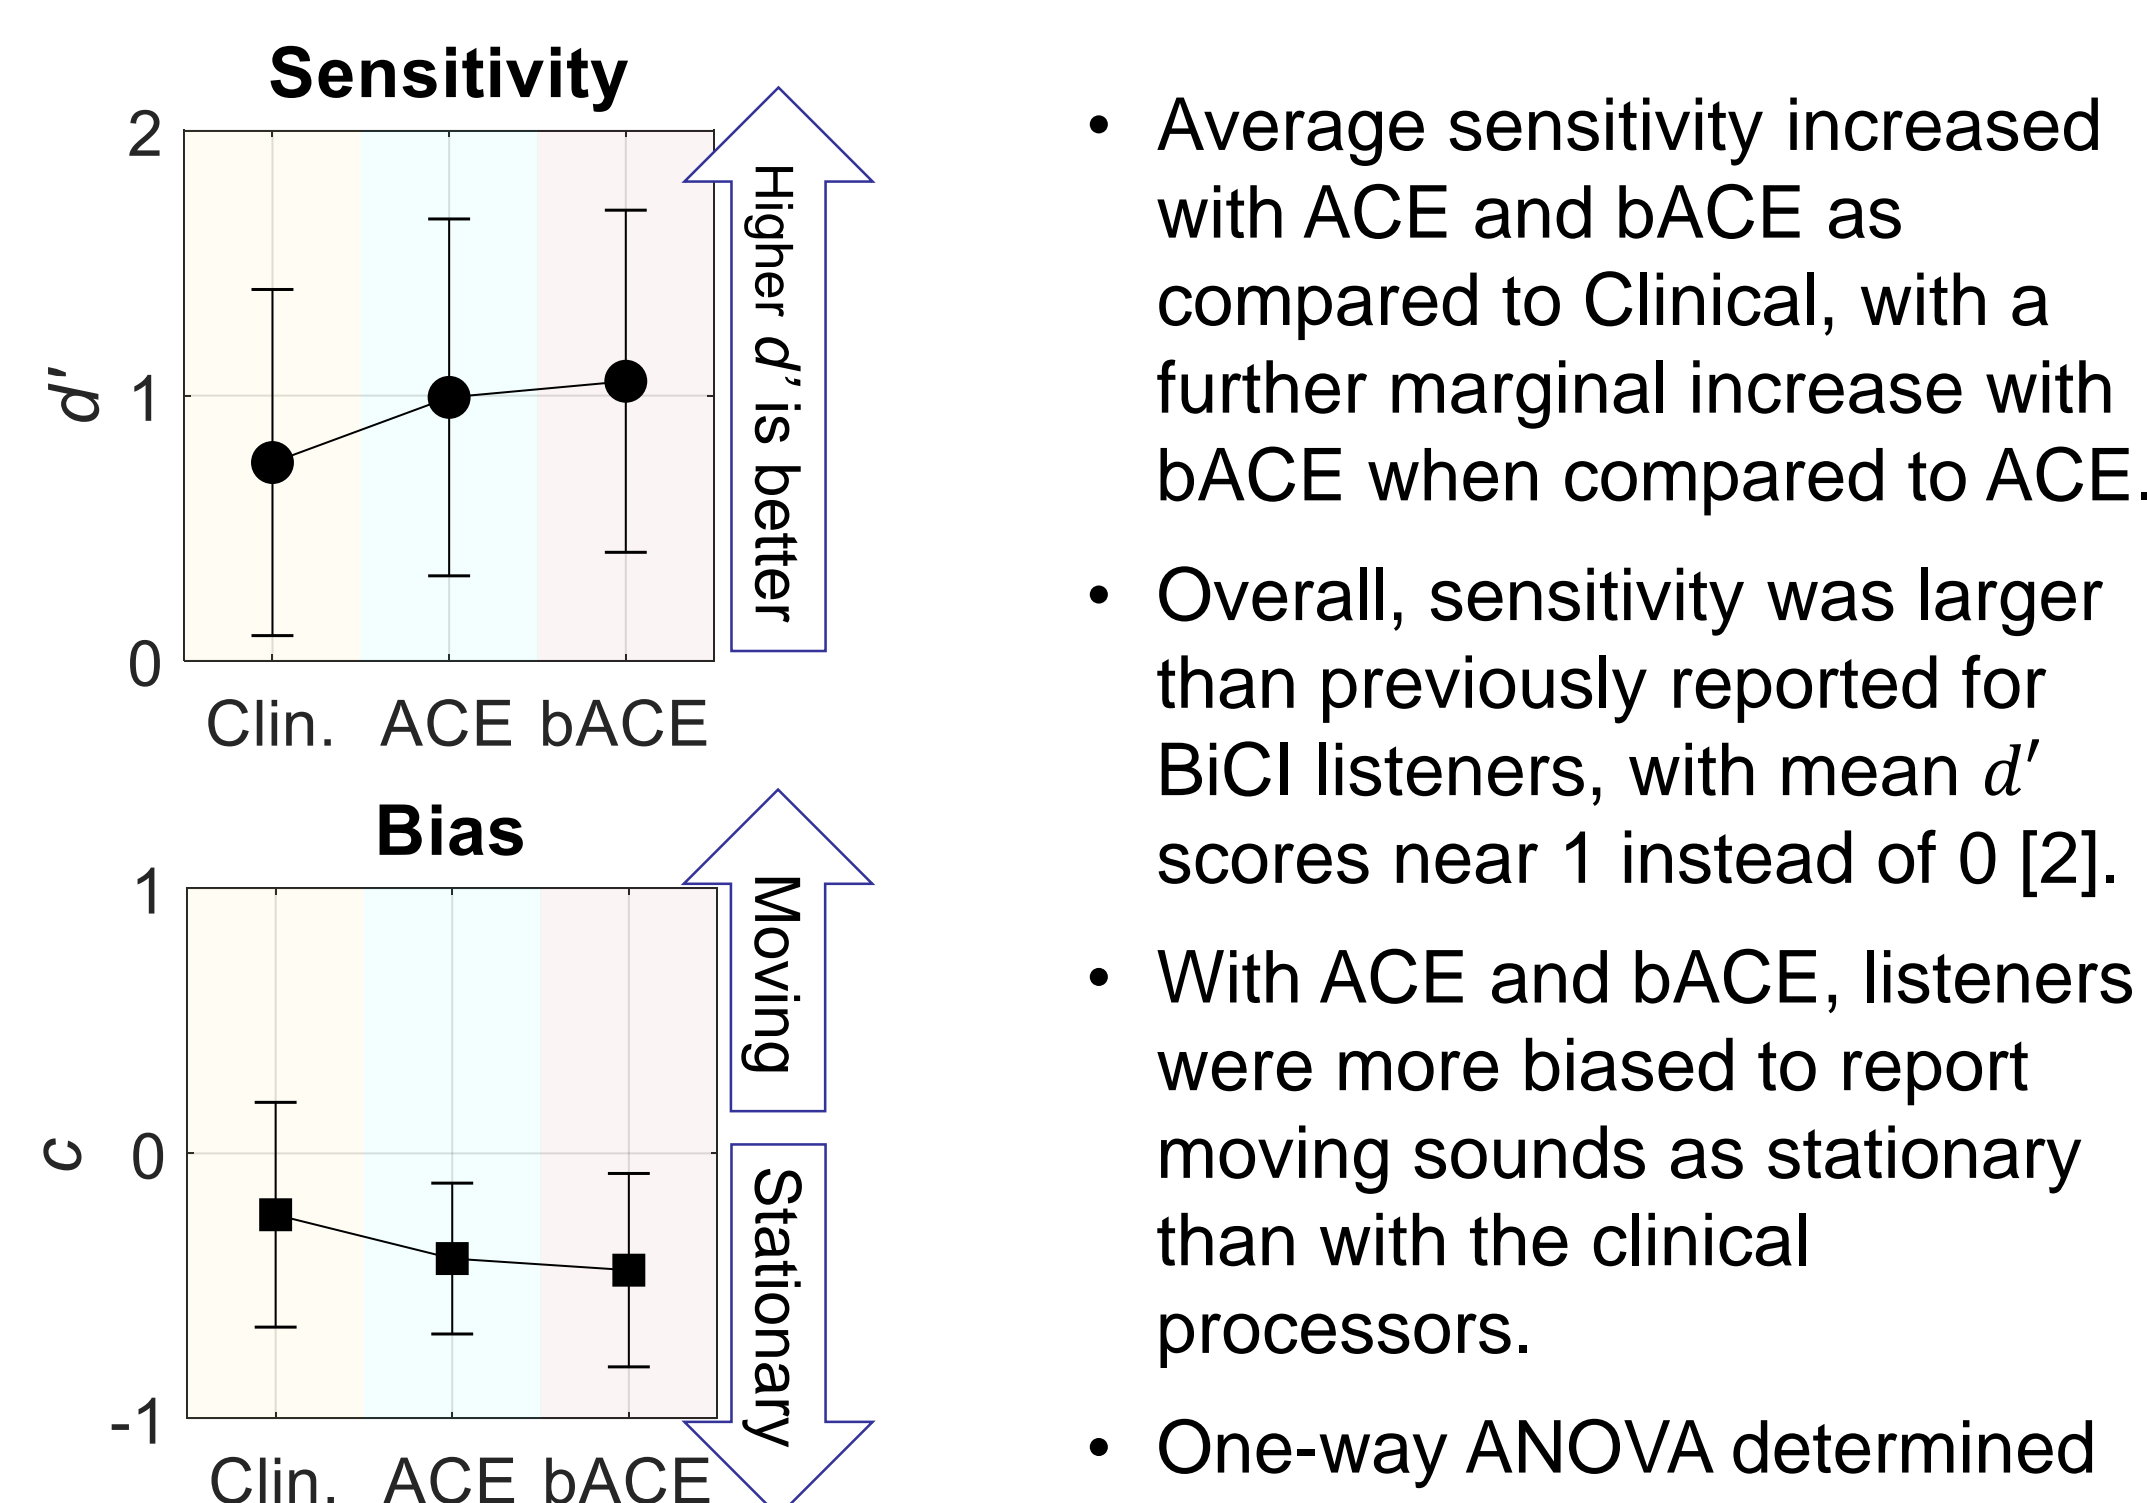 Sensitivity
2
1
0
d'
Clin. ACE bACE
Higher d' is better
Bias
1
0
-1
c
Clin. ACE bACE
Moving
Stationary
• Average sensitivity increased
with ACE and bACE as
compared to Clinical, with a
further marginal increase with
bACE when compared to ACE.
• Overall, sensitivity was larger
than previously reported for
BiCI listeners, with mean d′
scores near 1 instead of 0 [2].
• With ACE and bACE, listeners
were more biased to report
moving sounds as stationary
than with the clinical
processors.
• One-way ANOVA determined